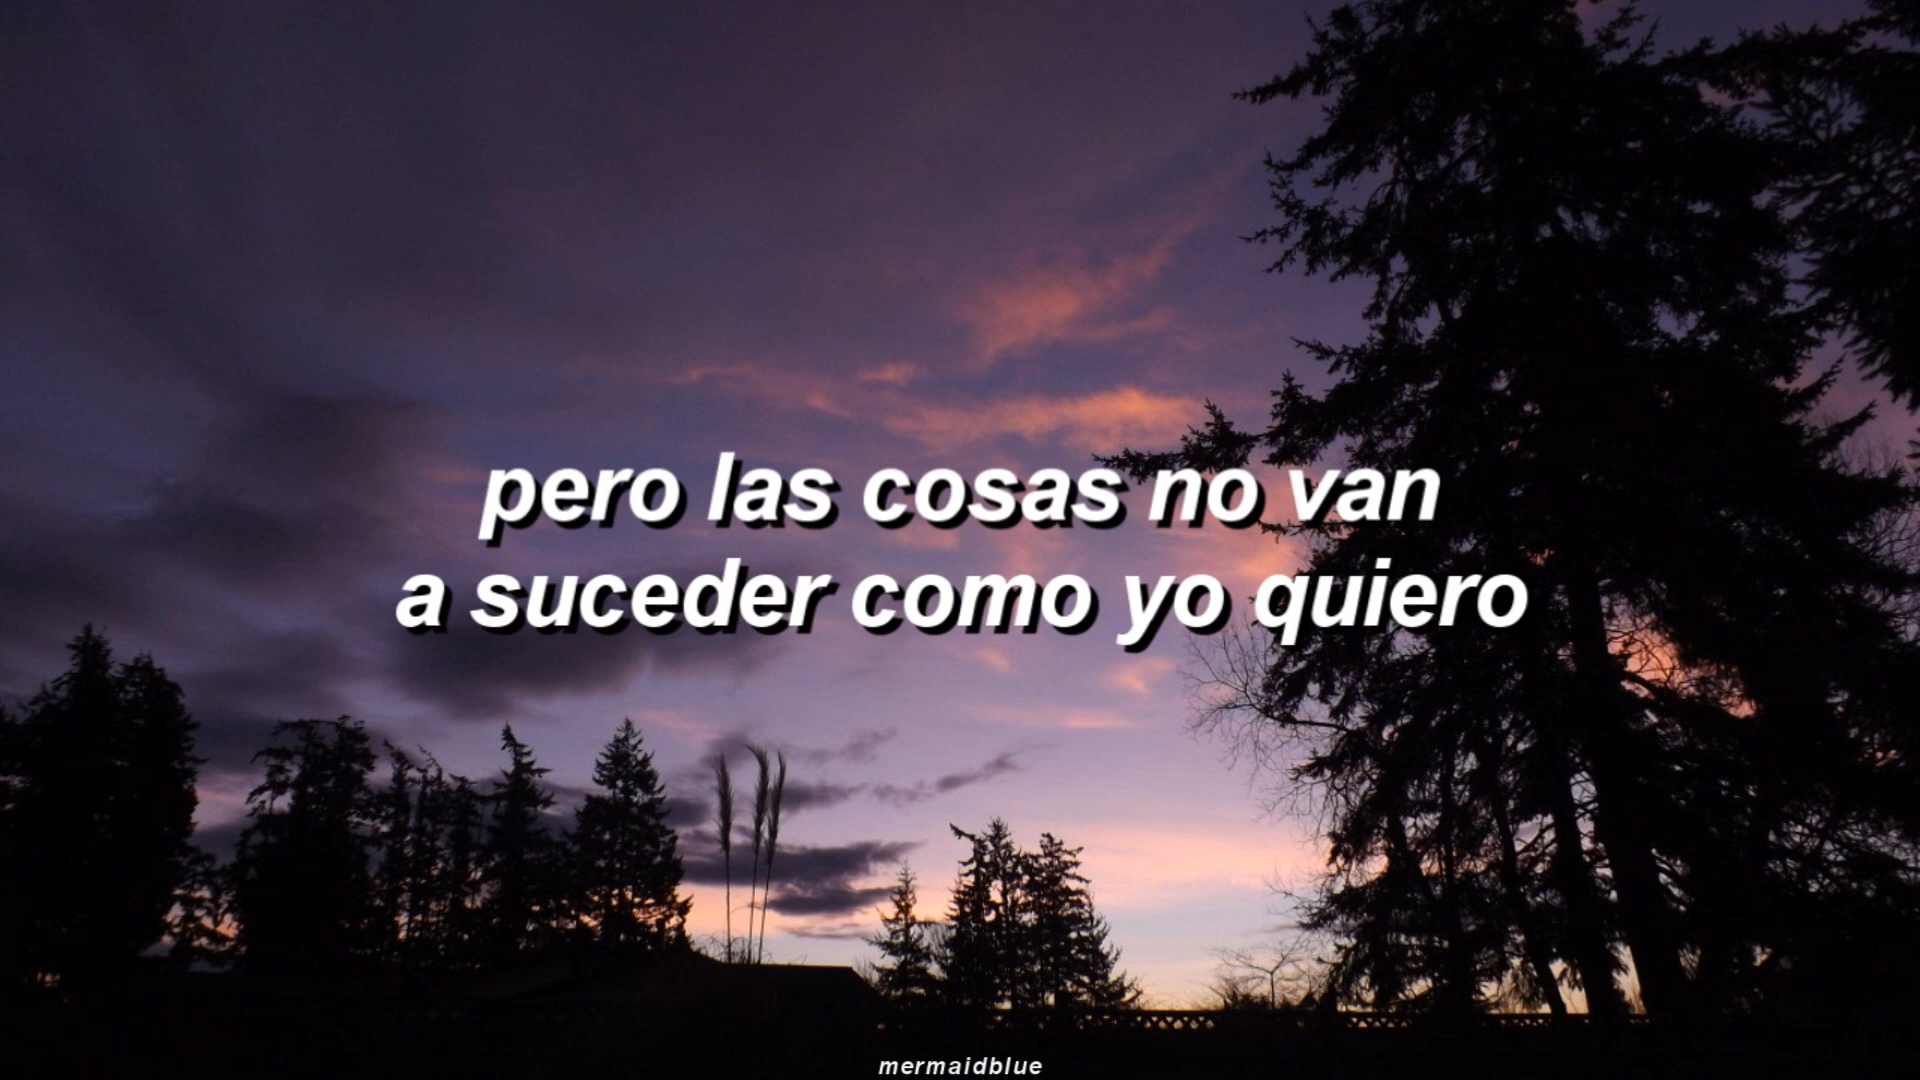 pero las cosas no van
a suceder como yo quiero
mermaidblue